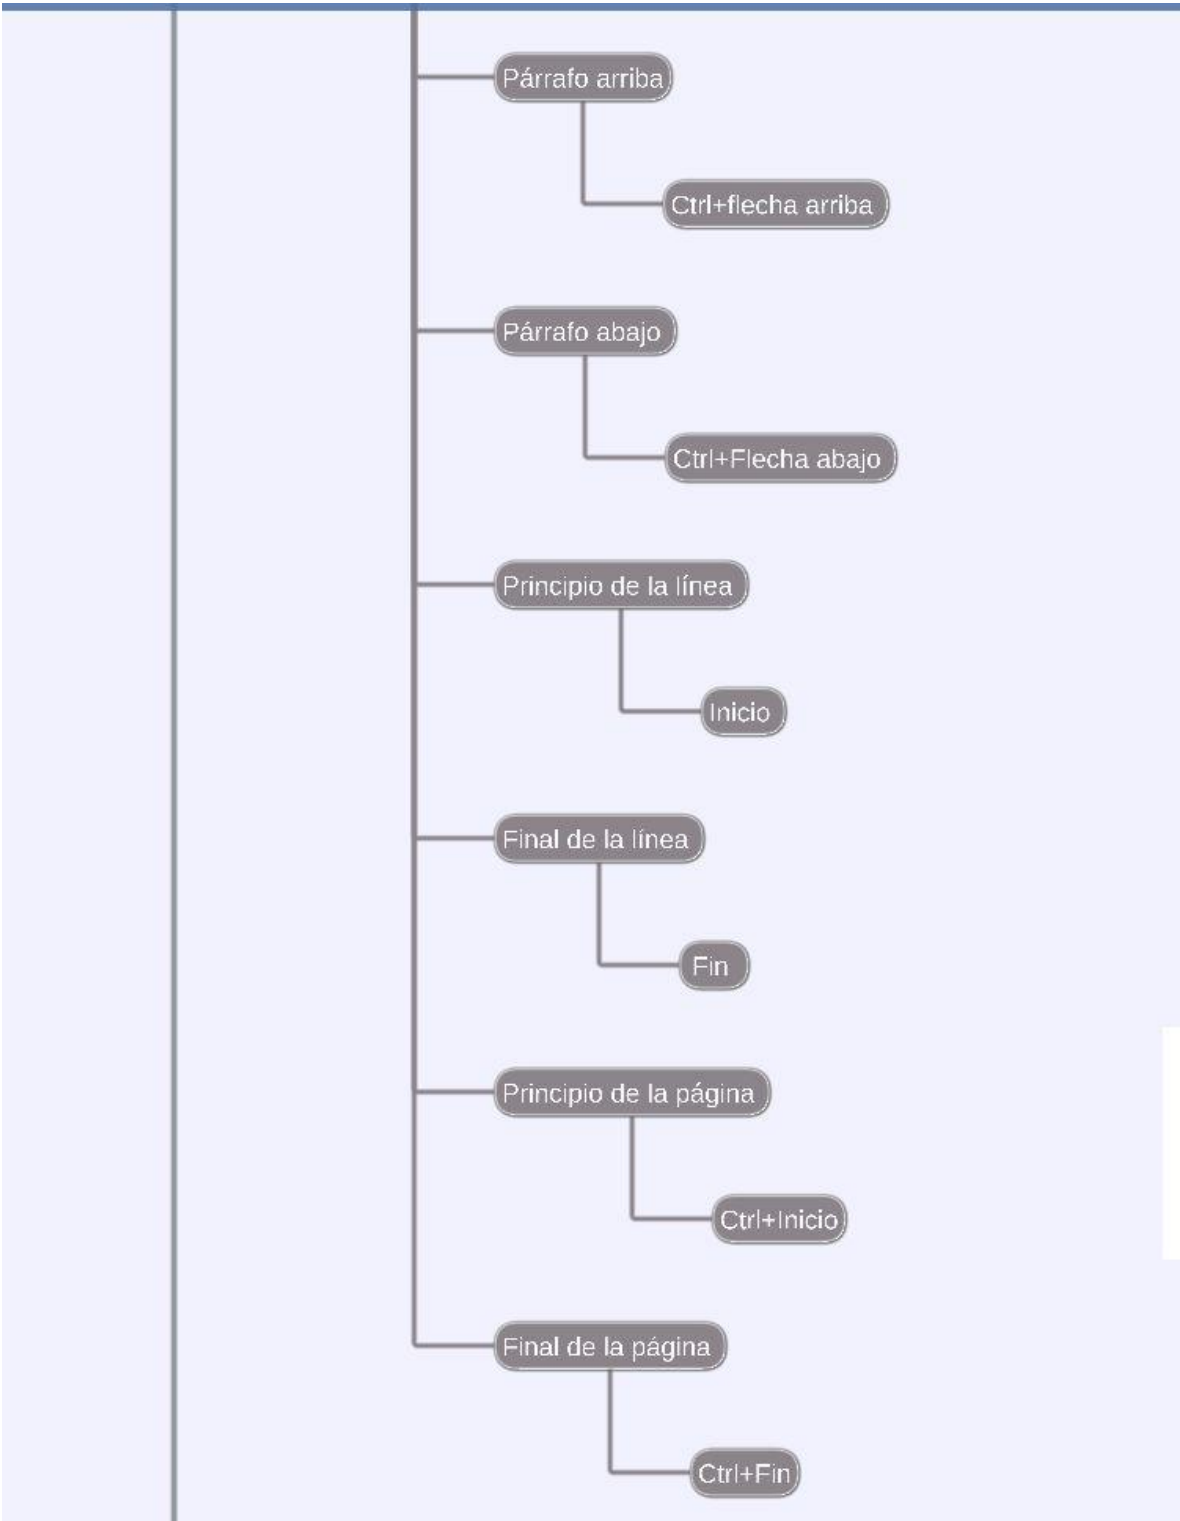 Párrafo arriba
Ctrl+flecha arriba
Párrafo abajo
Ctrl+Flecha abajo
Principio de la línea
Inicio
Final de la línea
Fin
Principio de la página
Ctrl+Inicio
Final de la página
Ctrl+Fin